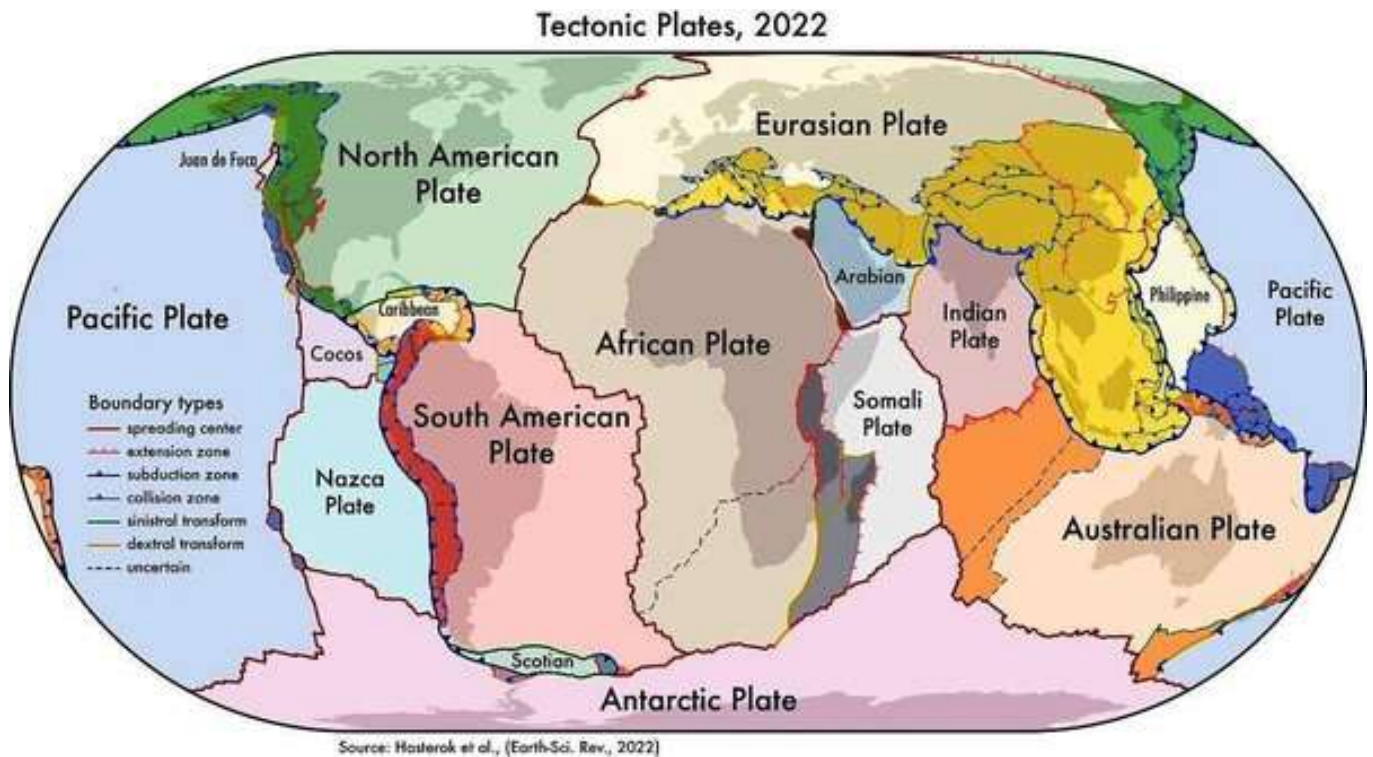 Tectonic Plates, 2022
Eurasian Plate
Juan de Fuca
North American
Plate
Arabian
Indian
Plate
Philippine
Pacific
Plate
Pacific Plate
Caribbean
Cocos
African Plate
Somali
Plate
South American
Plate
Nazca
Plate
Boundary types
spreading center
extension zone
subduction zone
collision zone
sinistral transform
dextral transform
uncertain
Australian Plate
Scotian
Antarctic Plate
Source: Hasterok et al., (Earth-Sci. Rev., 2022)